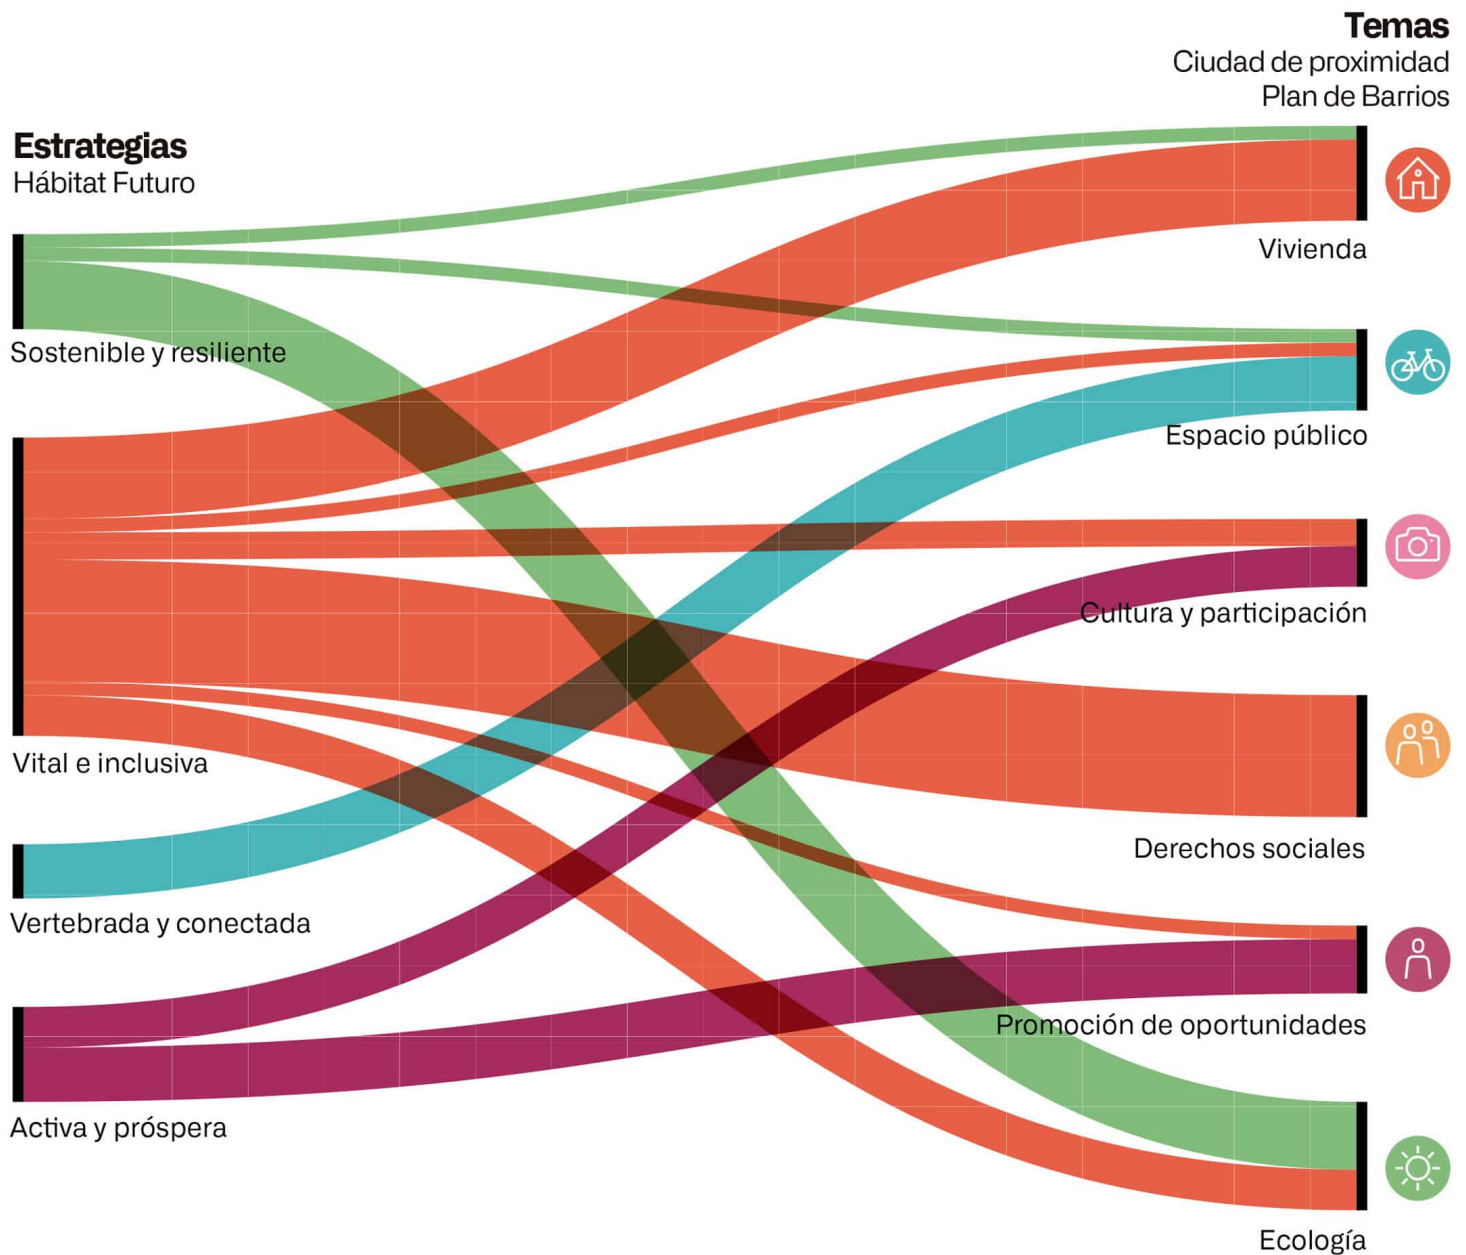 Temas
Ciudad de proximidad
Plan de Barrios
Estrategias
Hábitat Futuro
Vivienda
Sostenible y resiliente
Espacio público
Cultura y participación
Vital e inclusiva
Derechos sociales
Vertebrada y conectada
Promoción de oportunidades
Activa y próspera
Ecología